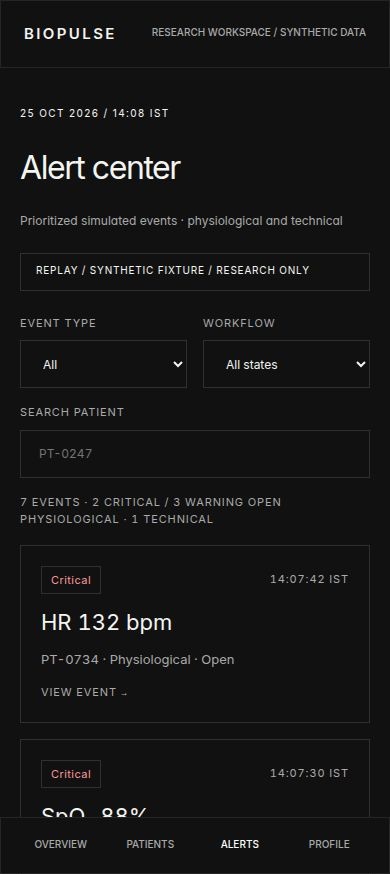 BIOPULSE
RESEARCH WORKSPACE / SYNTHETIC DATA
25 OCT 2026 / 14:08 IST
Alert center
Prioritized simulated events · physiological and technical
REPLAY / SYNTHETIC FIXTURE / RESEARCH ONLY
EVENT TYPE
WORKFLOW
All
All states
SEARCH PATIENT
PT-0247
7 EVENTS · 2 CRITICAL / 3 WARNING OPEN
PHYSIOLOGICAL · 1 TECHNICAL
Critical
14:07:42 IST
HR 132 bpm
PT-0734 · Physiological · Open
VIEW EVENT →
Critical
14:07:30 IST
SpO 88%
OVERVIEW
PATIENTS
ALERTS
PROFILE